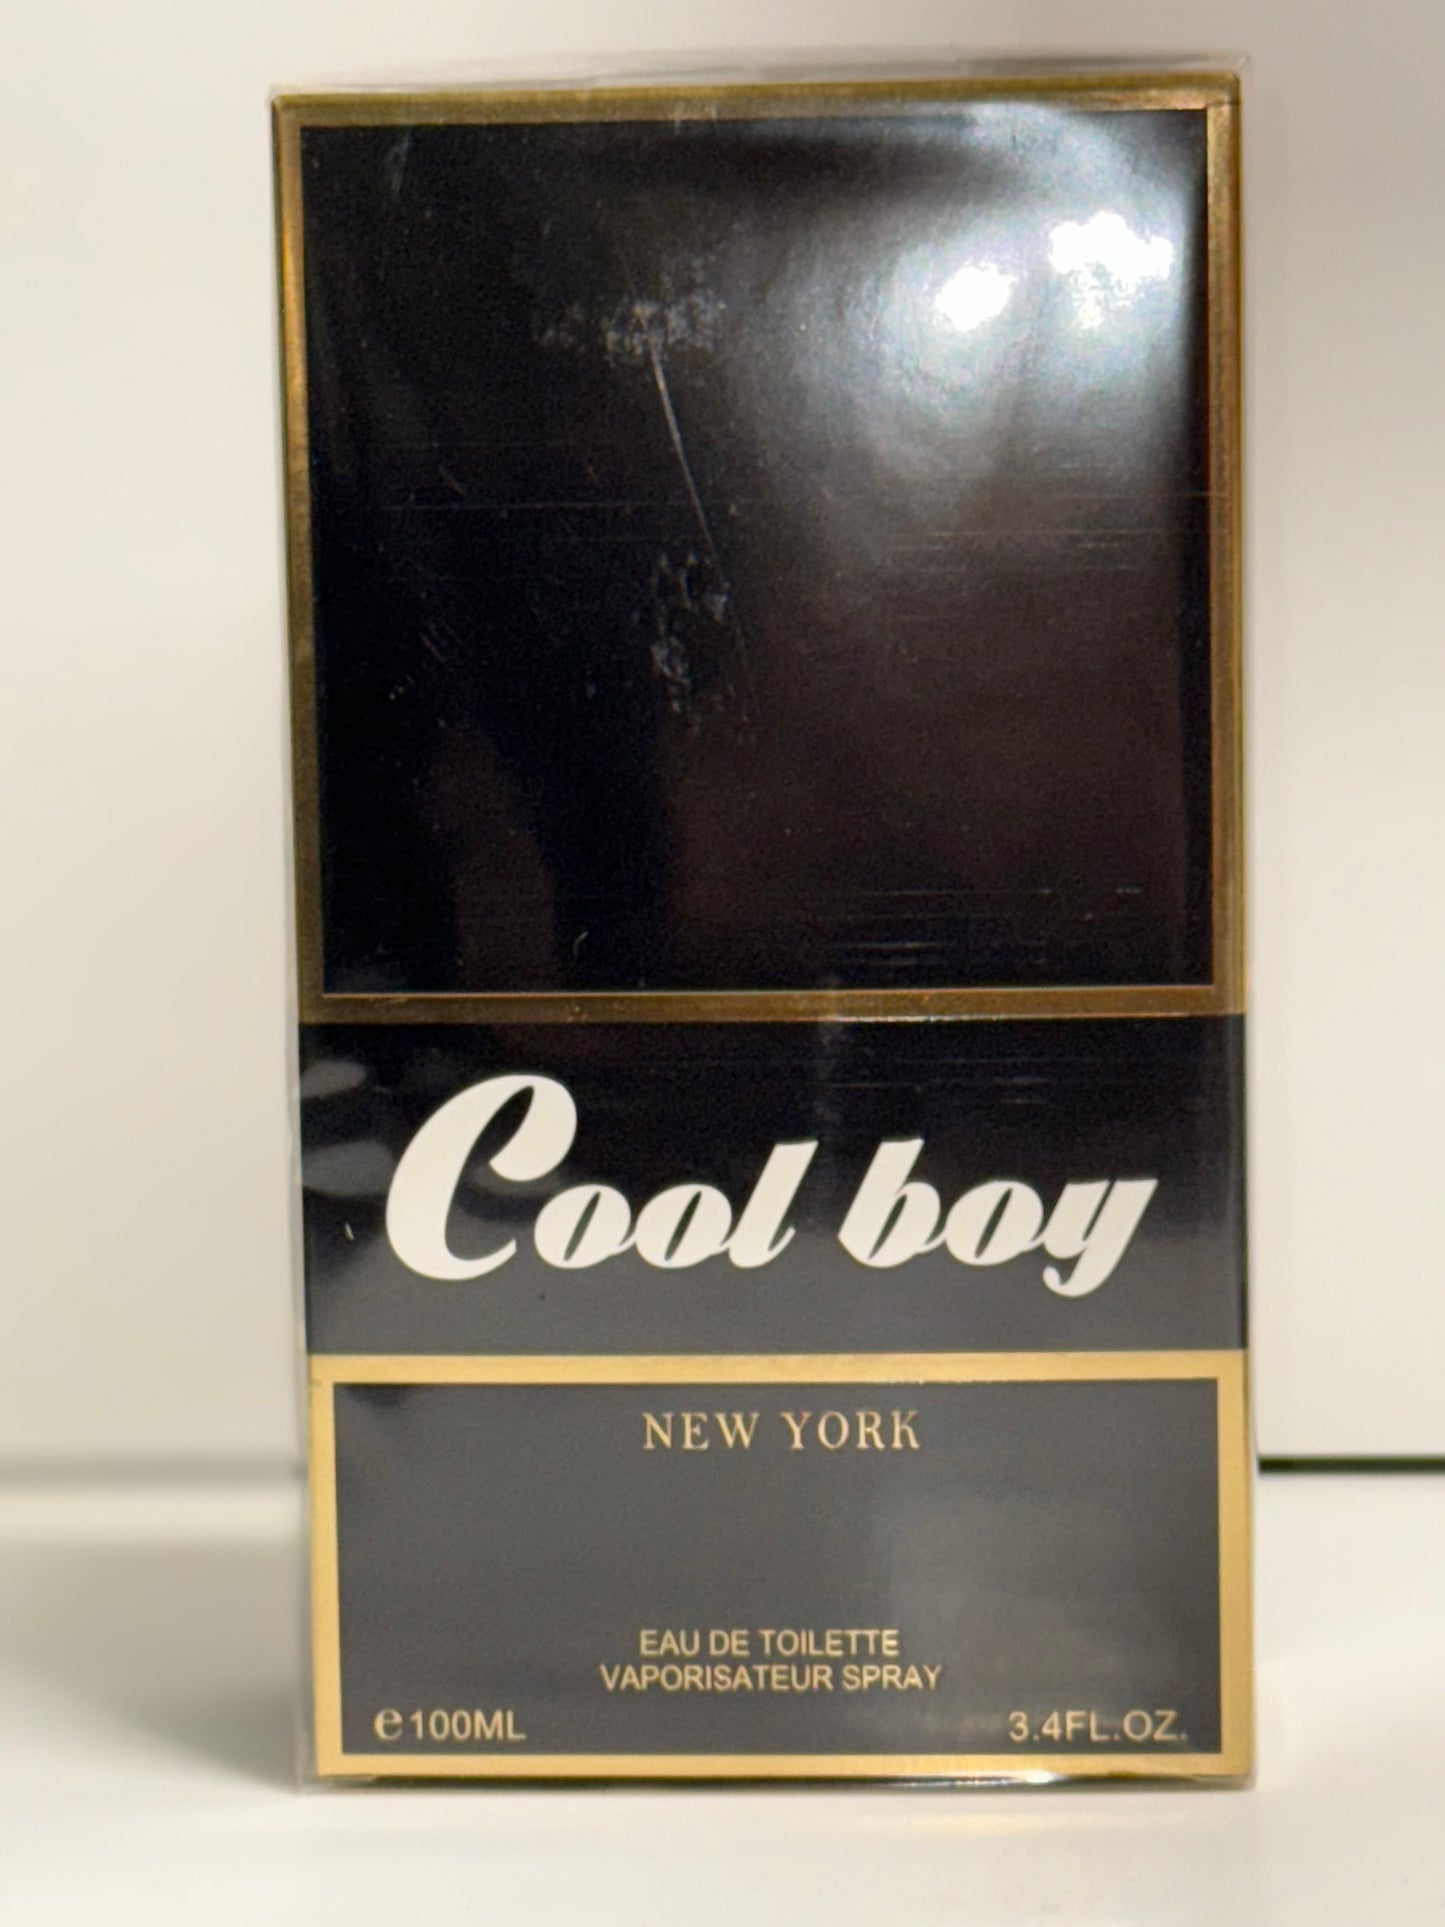 Cool boy
NEW YORK
EAU DE TOILETTE
VAPORISATEUR SPRAY
℮100ML
3.4FL.OZ.